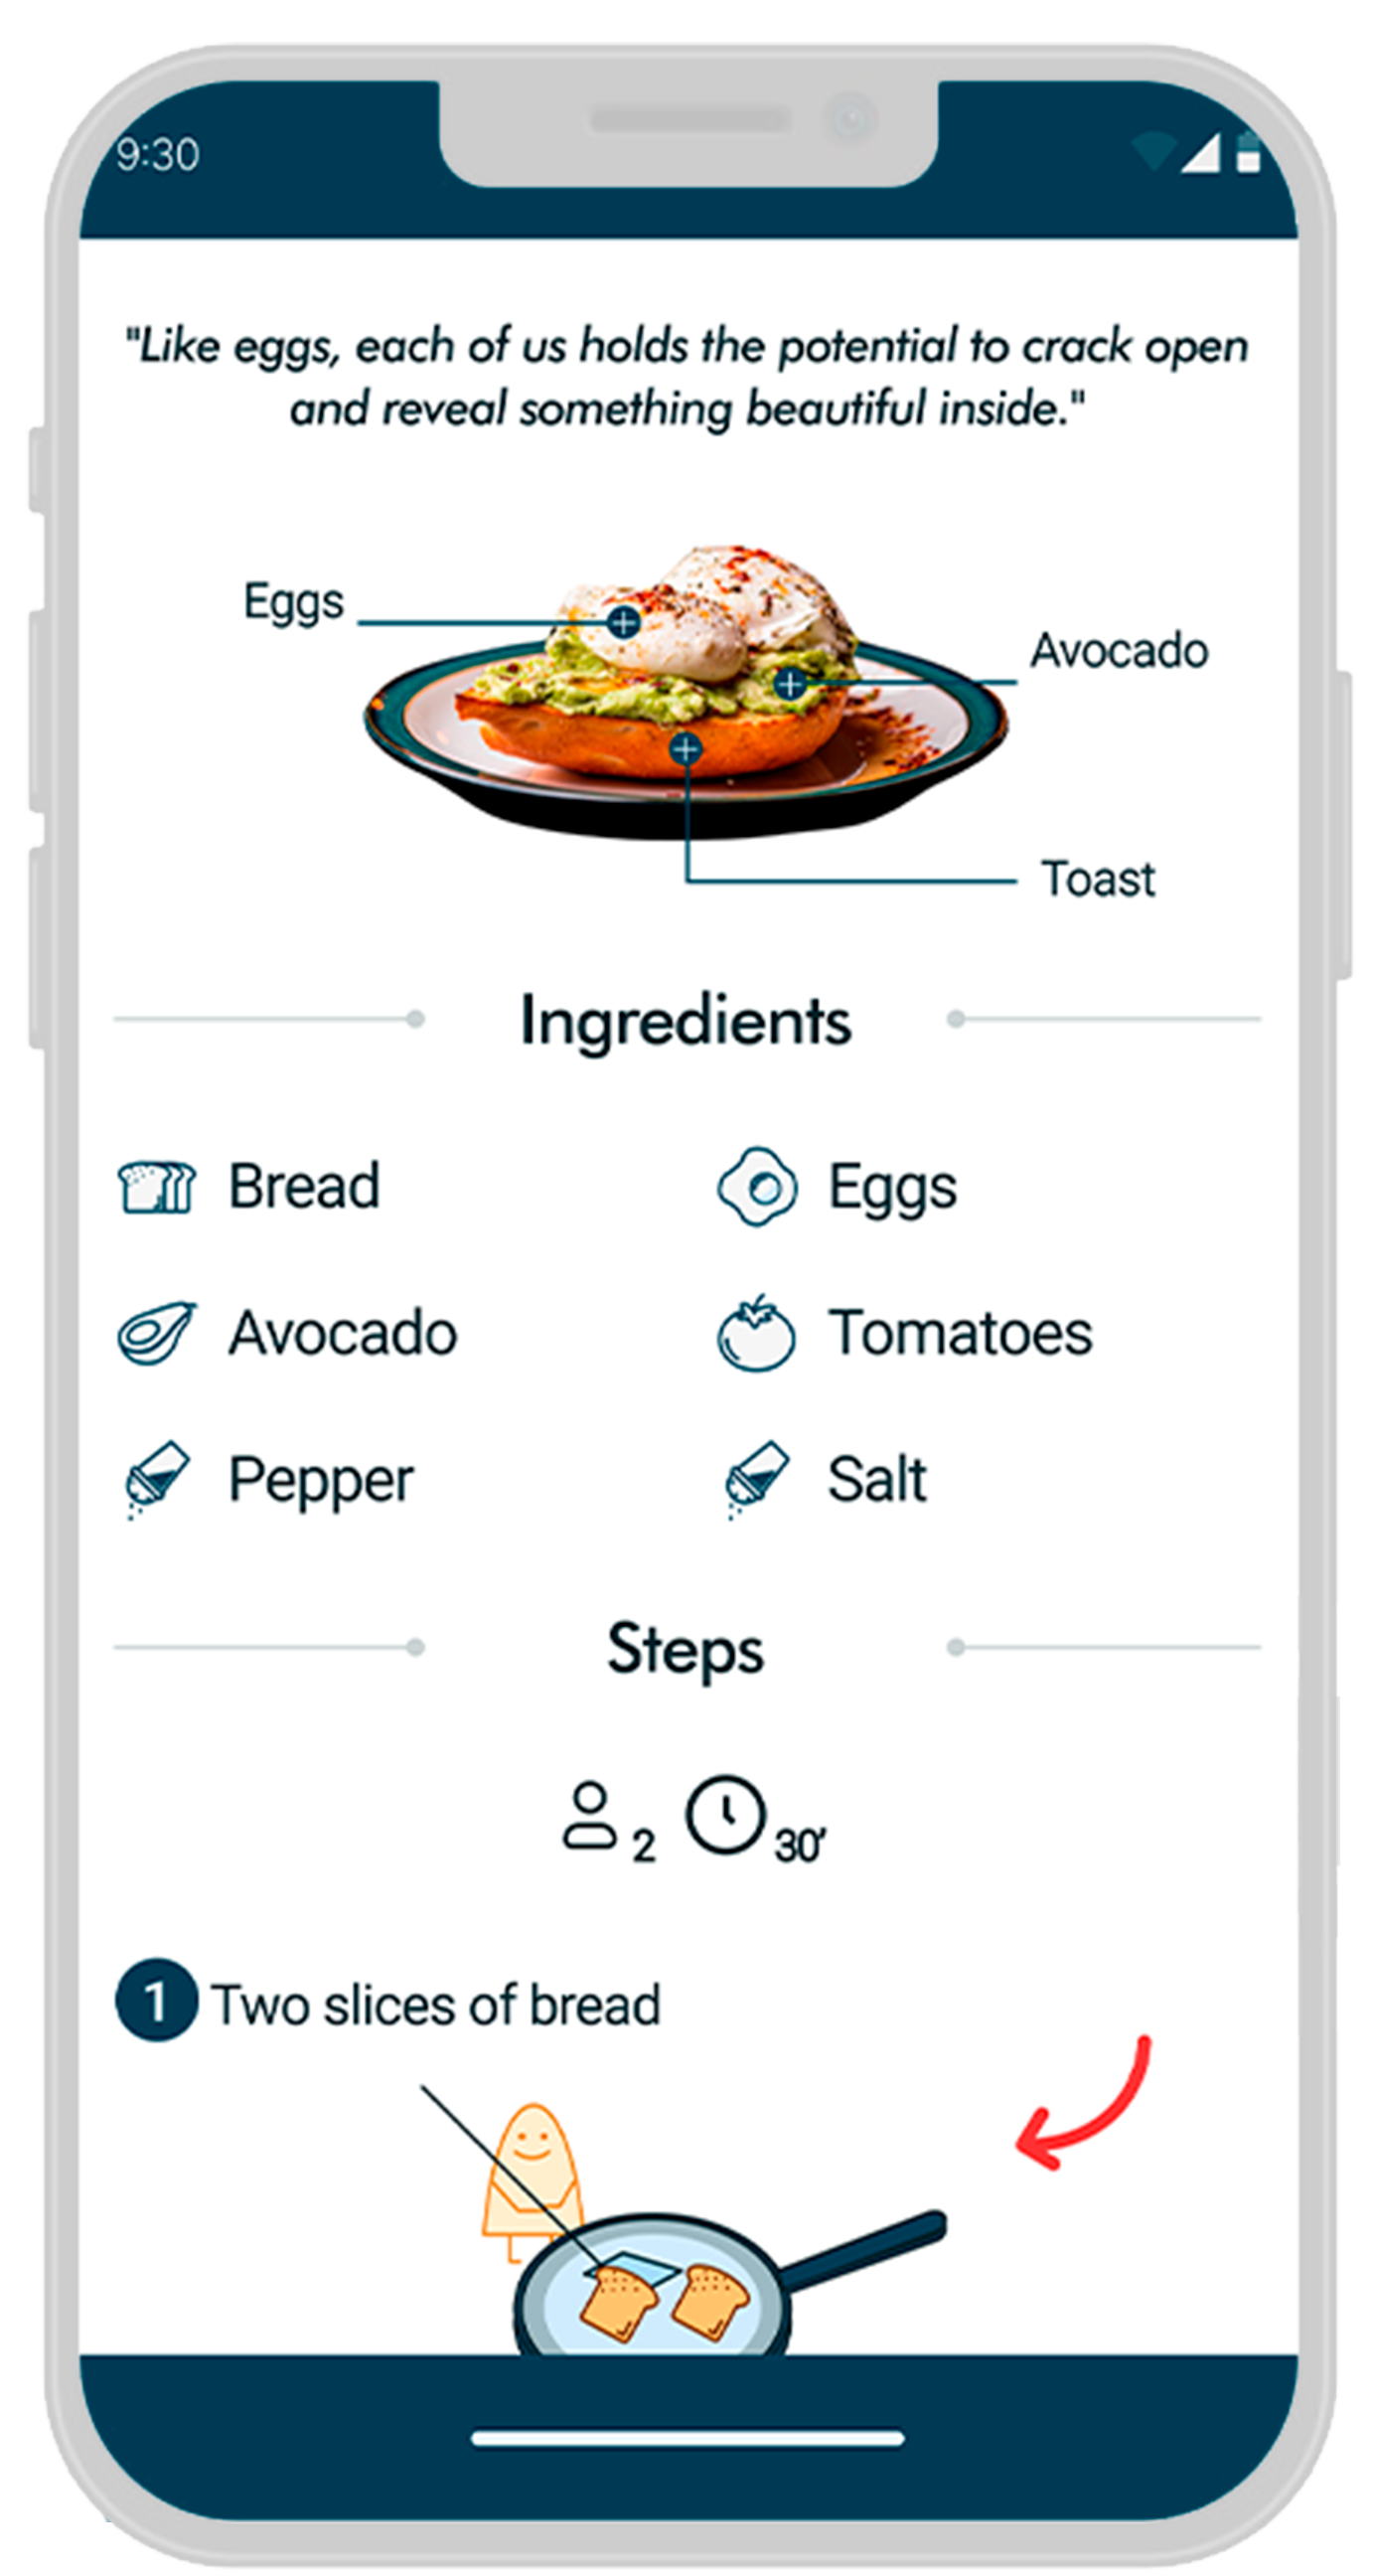 9:30
"Like eggs, each of us holds the potential to crack open
and reveal something beautiful inside."
Eggs
Avocado
Toast
Ingredients
Bread
Eggs
Avocado
Tomatoes
Pepper
Salt
Steps
2 30'
1 Two slices of bread